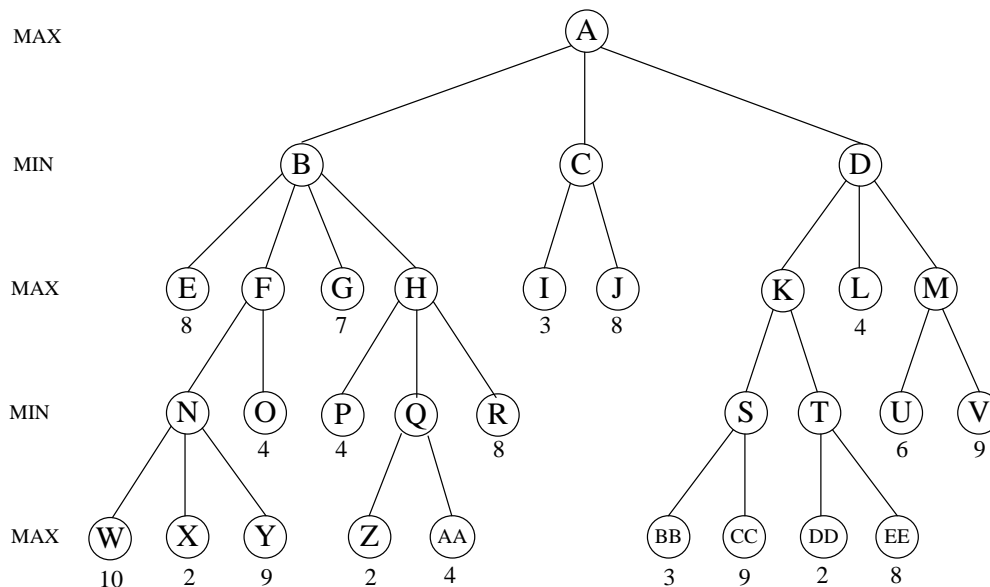 MAX A
MIN B C D
MAX E F G H I J K L M
8 7 3 8 4
MIN N O P Q R S T U V
4 4 8 6 9
MAX W X Y Z AA BB CC DD EE
10 2 9 2 4 3 9 2 8